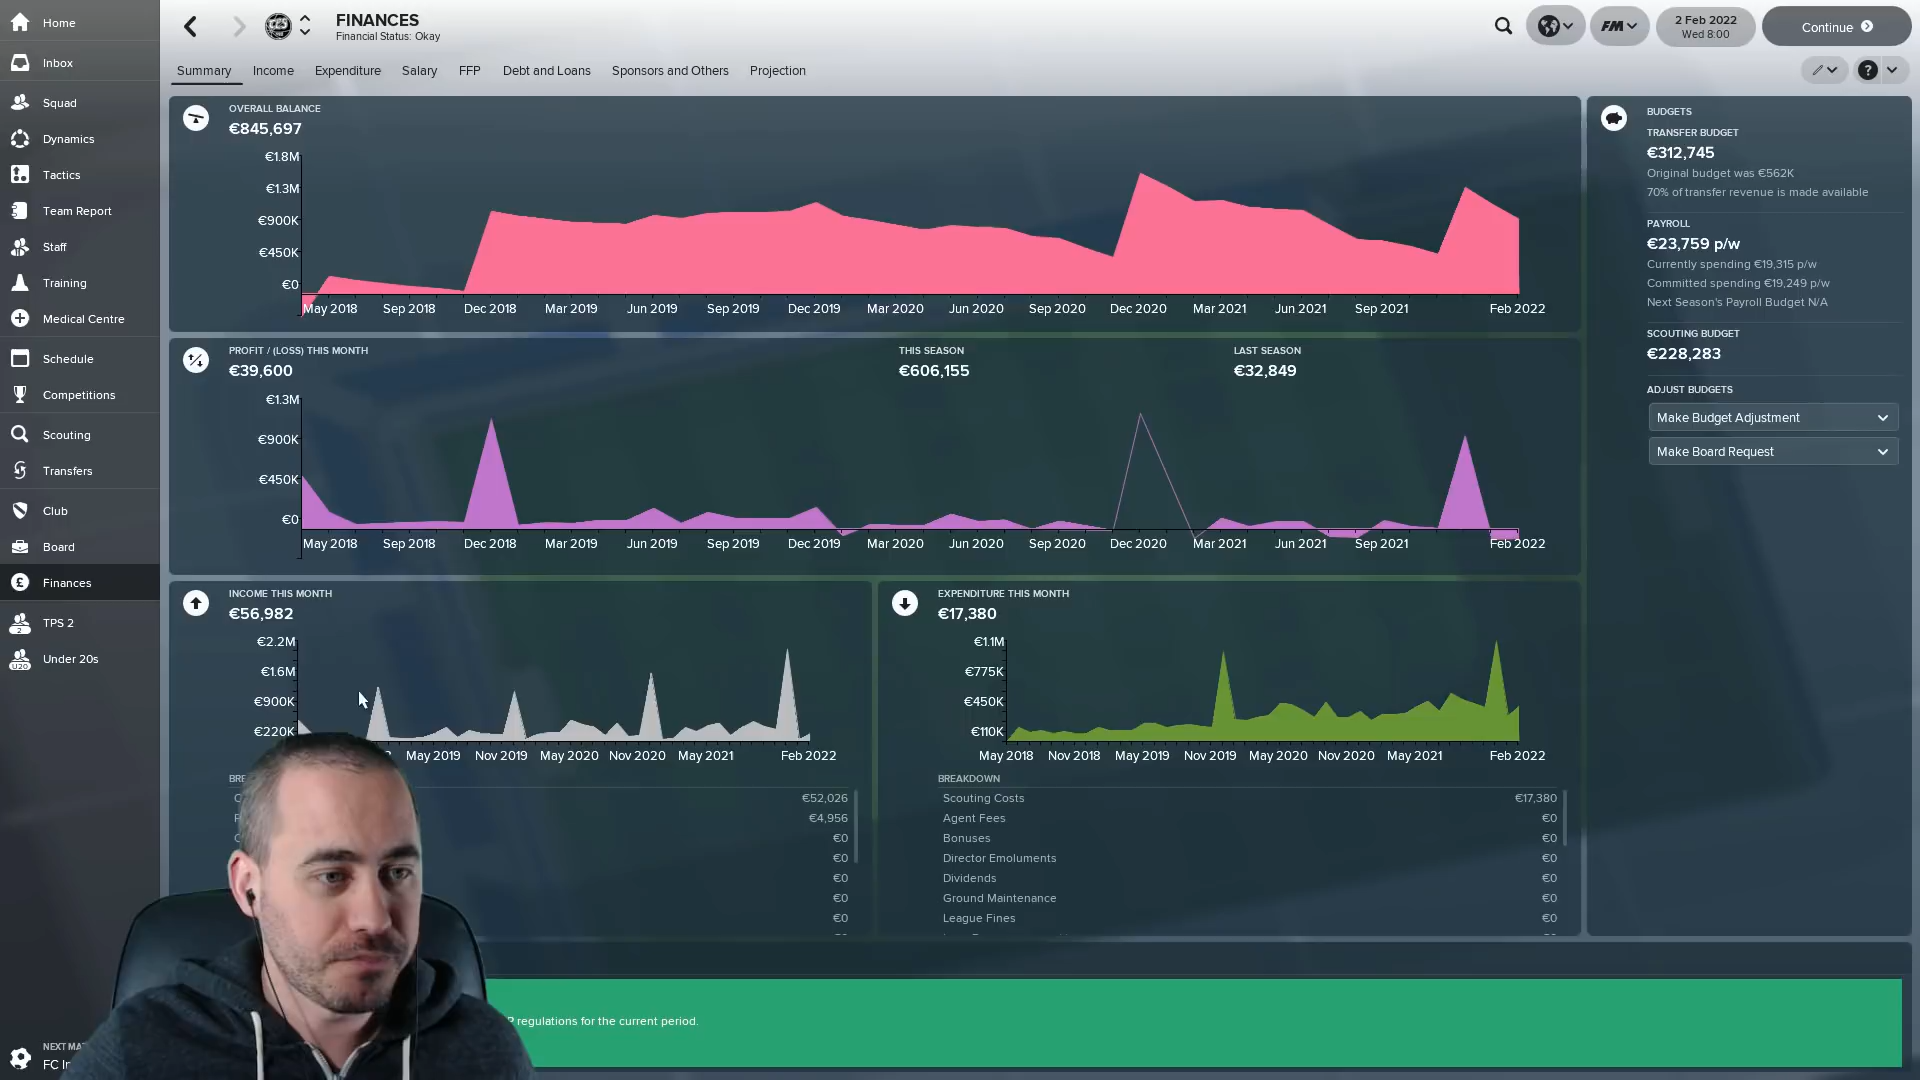 Home
Inbox
Squad
Dynamics
Tactics
Team Report
Staff
Training
Medical Centre
Schedule
Competitions
Scouting
Transfers
Club
Board
Finances
TPS 2
Under 20s
NEXT MA
FC In
FINANCES
Financial Status: Okay
FM
2 Feb 2022
Wed 8:00
Continue
Summary Income Expenditure Salary FFP Debt and Loans Sponsors and Others Projection
OVERALL BALANCE
€845,697
€1.8M
€1.3M
€900K
€450K
€0
May 2018 Sep 2018 Dec 2018 Mar 2019 Jun 2019 Sep 2019 Dec 2019 Mar 2020 Jun 2020 Sep 2020 Dec 2020 Mar 2021 Jun 2021 Sep 2021 Feb 2022
PROFIT / (LOSS) THIS MONTH
€39,600
THIS SEASON
€606,155
LAST SEASON
€32,849
€1.3M
€900K
€450K
€0
May 2018 Sep 2018 Dec 2018 Mar 2019 Jun 2019 Sep 2019 Dec 2019 Mar 2020 Jun 2020 Sep 2020 Dec 2020 Mar 2021 Jun 2021 Sep 2021 Feb 2022
INCOME THIS MONTH
€56,982
€2.2M
€1.6M
€900K
€220K
May 2019 Nov 2019 May 2020 Nov 2020 May 2021 Feb 2022
BRE
€52,026
€4,956
€0
€0
€0
€0
€0
EXPENDITURE THIS MONTH
€17,380
€1.1M
€775K
€450K
€110K
May 2018 Nov 2018 May 2019 Nov 2019 May 2020 Nov 2020 May 2021 Feb 2022
BREAKDOWN
Scouting Costs €17,380
Agent Fees €0
Bonuses €0
Director Emoluments €0
Dividends €0
Ground Maintenance €0
League Fines €0
P regulations for the current period.
BUDGETS
TRANSFER BUDGET
€312,745
Original budget was €562K
70% of transfer revenue is made available
PAYROLL
€23,759 p/w
Currently spending €19,315 p/w
Committed spending €19,249 p/w
Next Season's Payroll Budget N/A
SCOUTING BUDGET
€228,283
ADJUST BUDGETS
Make Budget Adjustment
Make Board Request